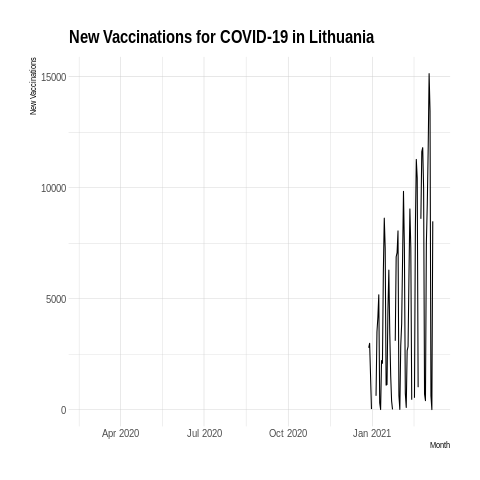 New Vaccinations for COVID-19 in Lithuania
New Vaccinations
15000
10000
5000
0
Apr 2020 Jul 2020 Oct 2020 Jan 2021
Month